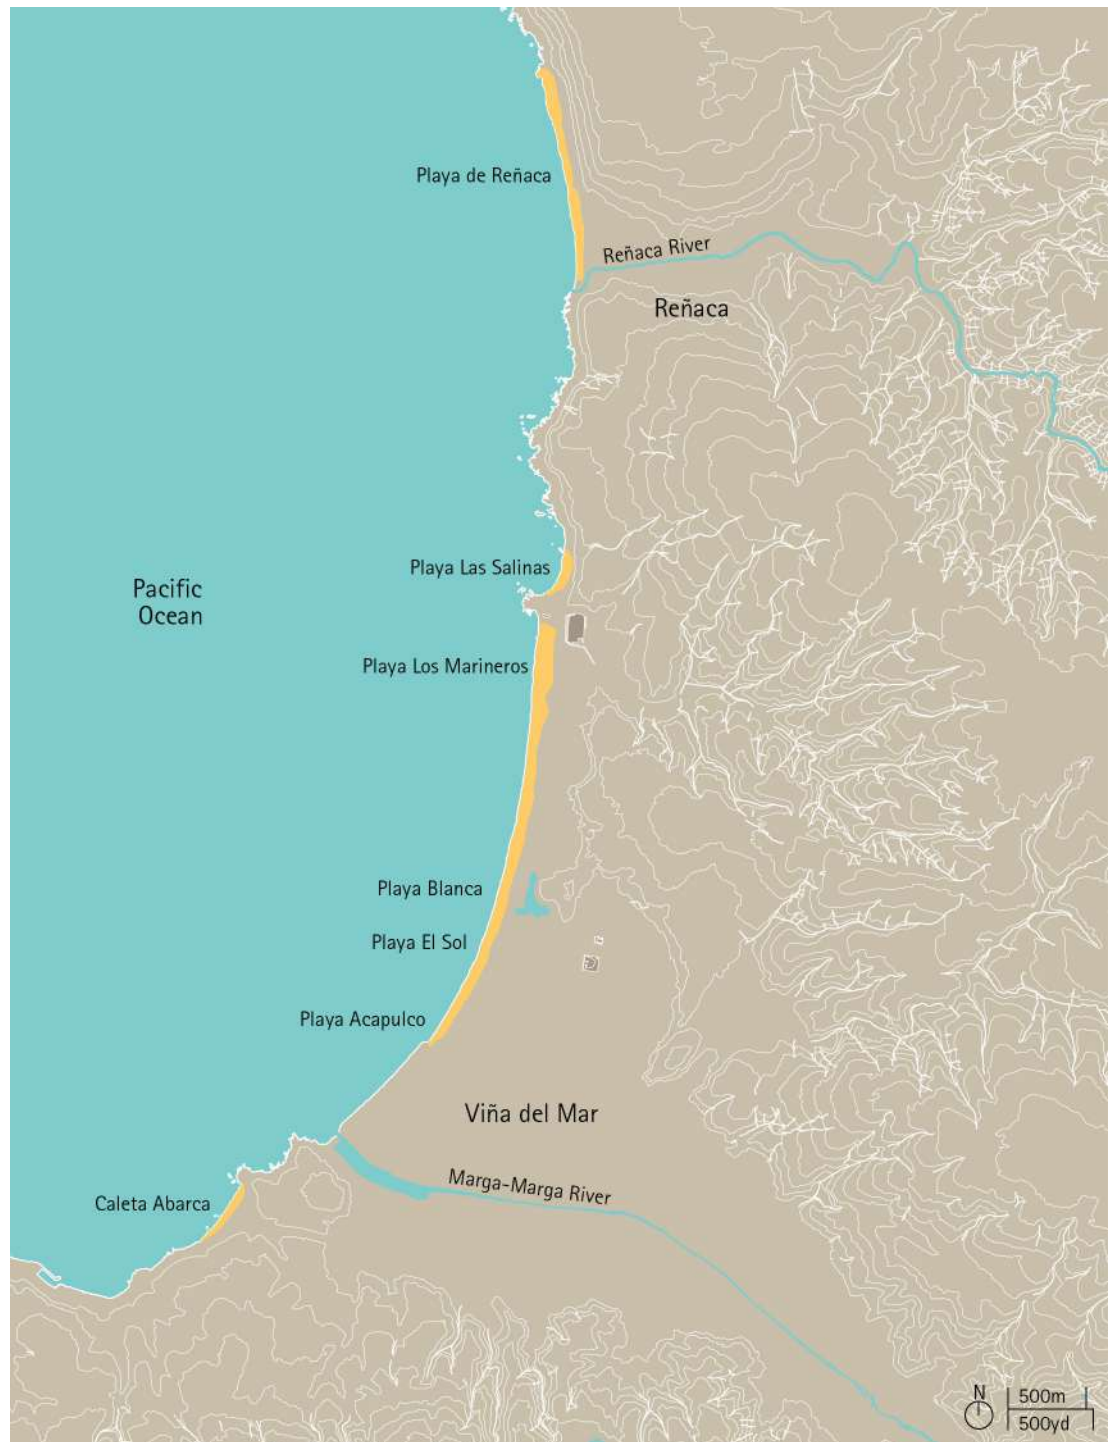 Playa de Reñaca
Reñaca River
Reñaca
Playa Las Salinas
Pacific
Ocean
Playa Los Marineros
Playa Blanca
Playa El Sol
Playa Acapulco
Viña del Mar
Marga-Marga River
Caleta Abarca
N
500m
500yd